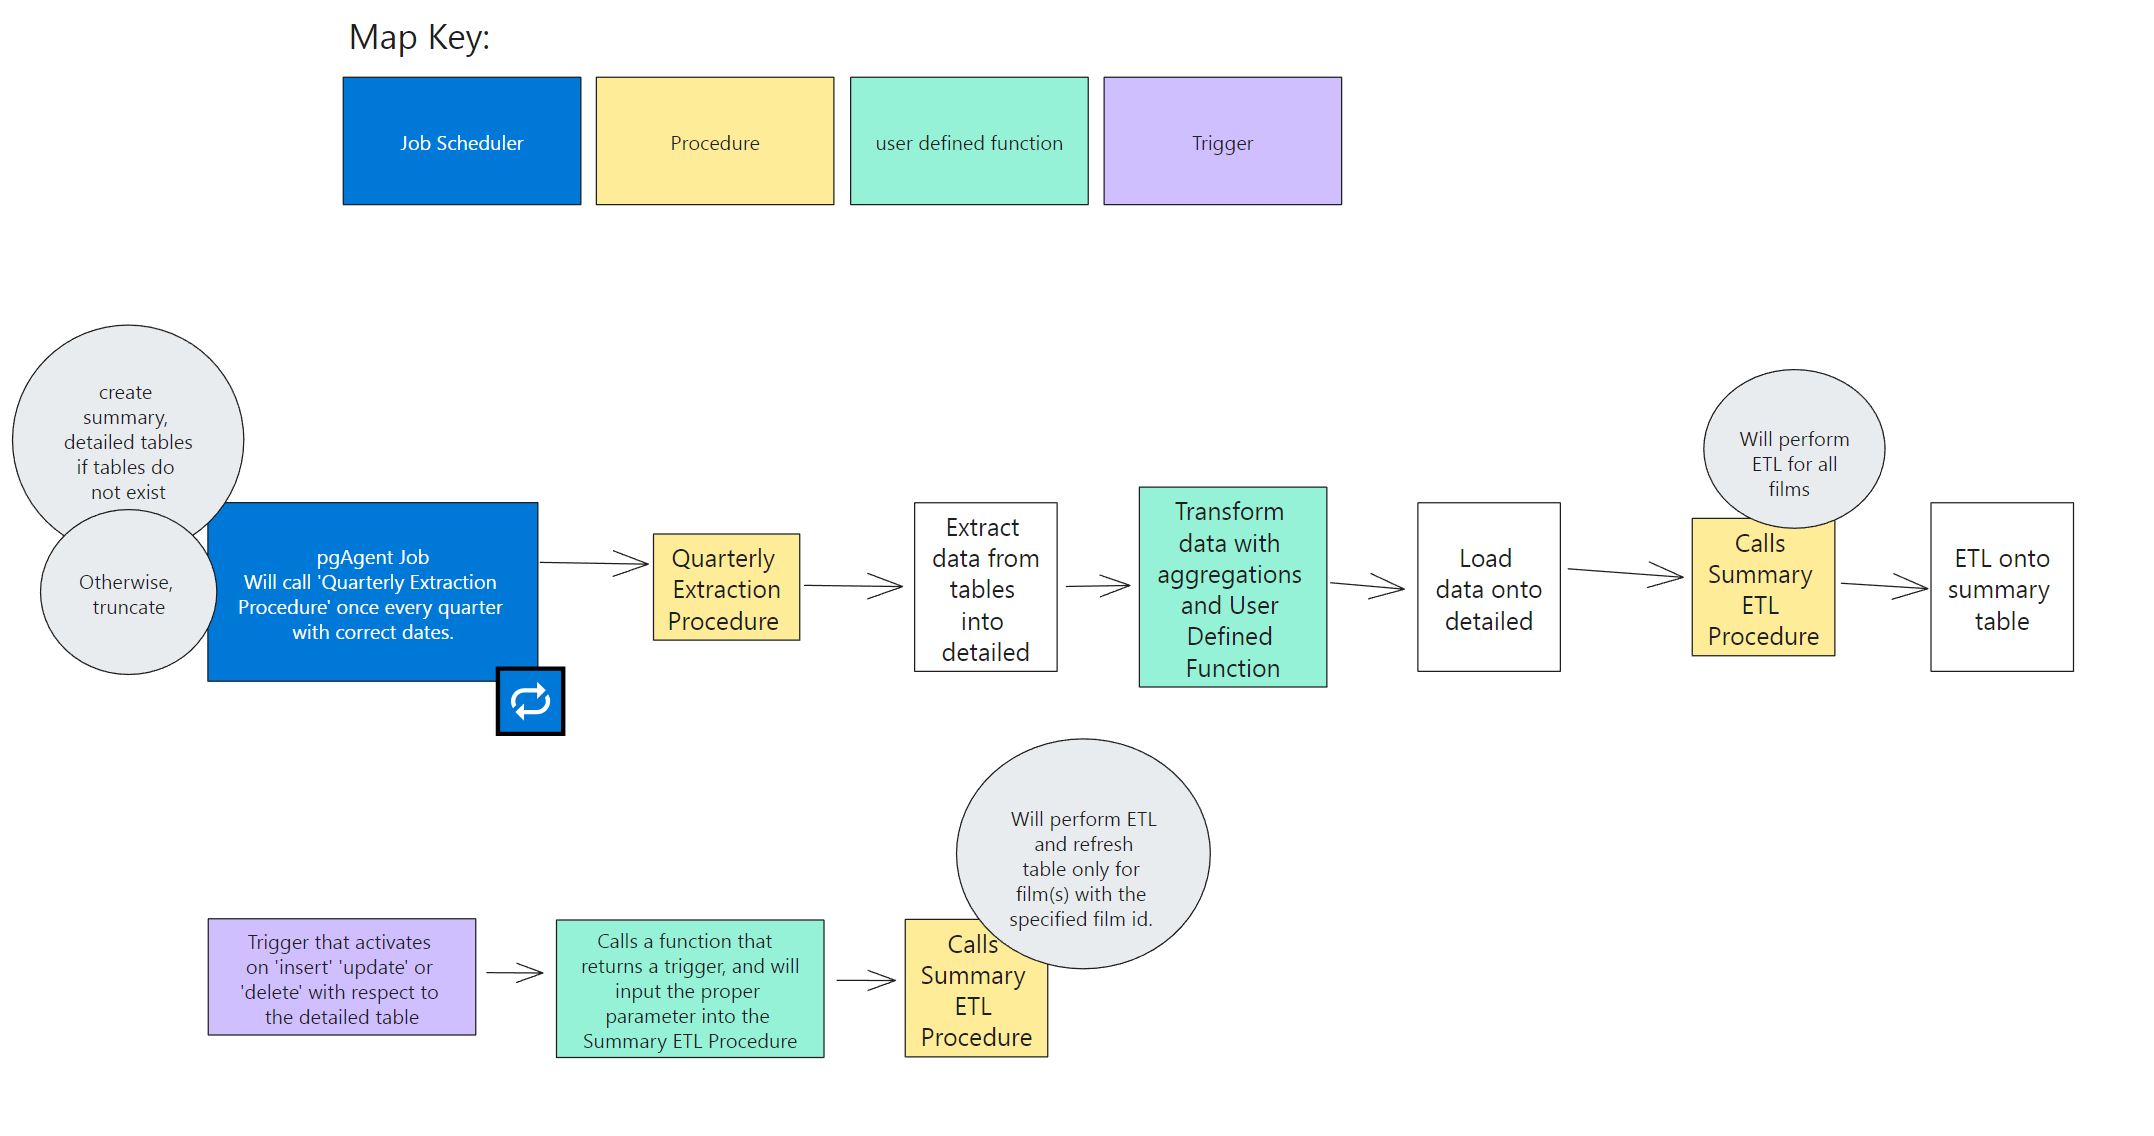 Map Key:
Job Scheduler
Procedure
user defined function
Trigger
create
summary,
detailed tables
if tables do
not exist
Otherwise,
truncate
pgAgent Job
Will call 'Quarterly Extraction
Procedure' once every quarter
with correct dates.
Quarterly
Extraction
Procedure
Extract
data from
tables
into
detailed
Transform
data with
aggregations
and User
Defined
Function
Load
data onto
detailed
Will perform
ETL for all
films
Calls
Summary
ETL
Procedure
ETL onto
summary
table
Trigger that activates
on 'insert' 'update' or
'delete' with respect to
the detailed table
Calls a function that
returns a trigger, and will
input the proper
parameter into the
Summary ETL Procedure
Will perform ETL
and refresh
table only for
film(s) with the
specified film id.
Calls
Summary
ETL
Procedure